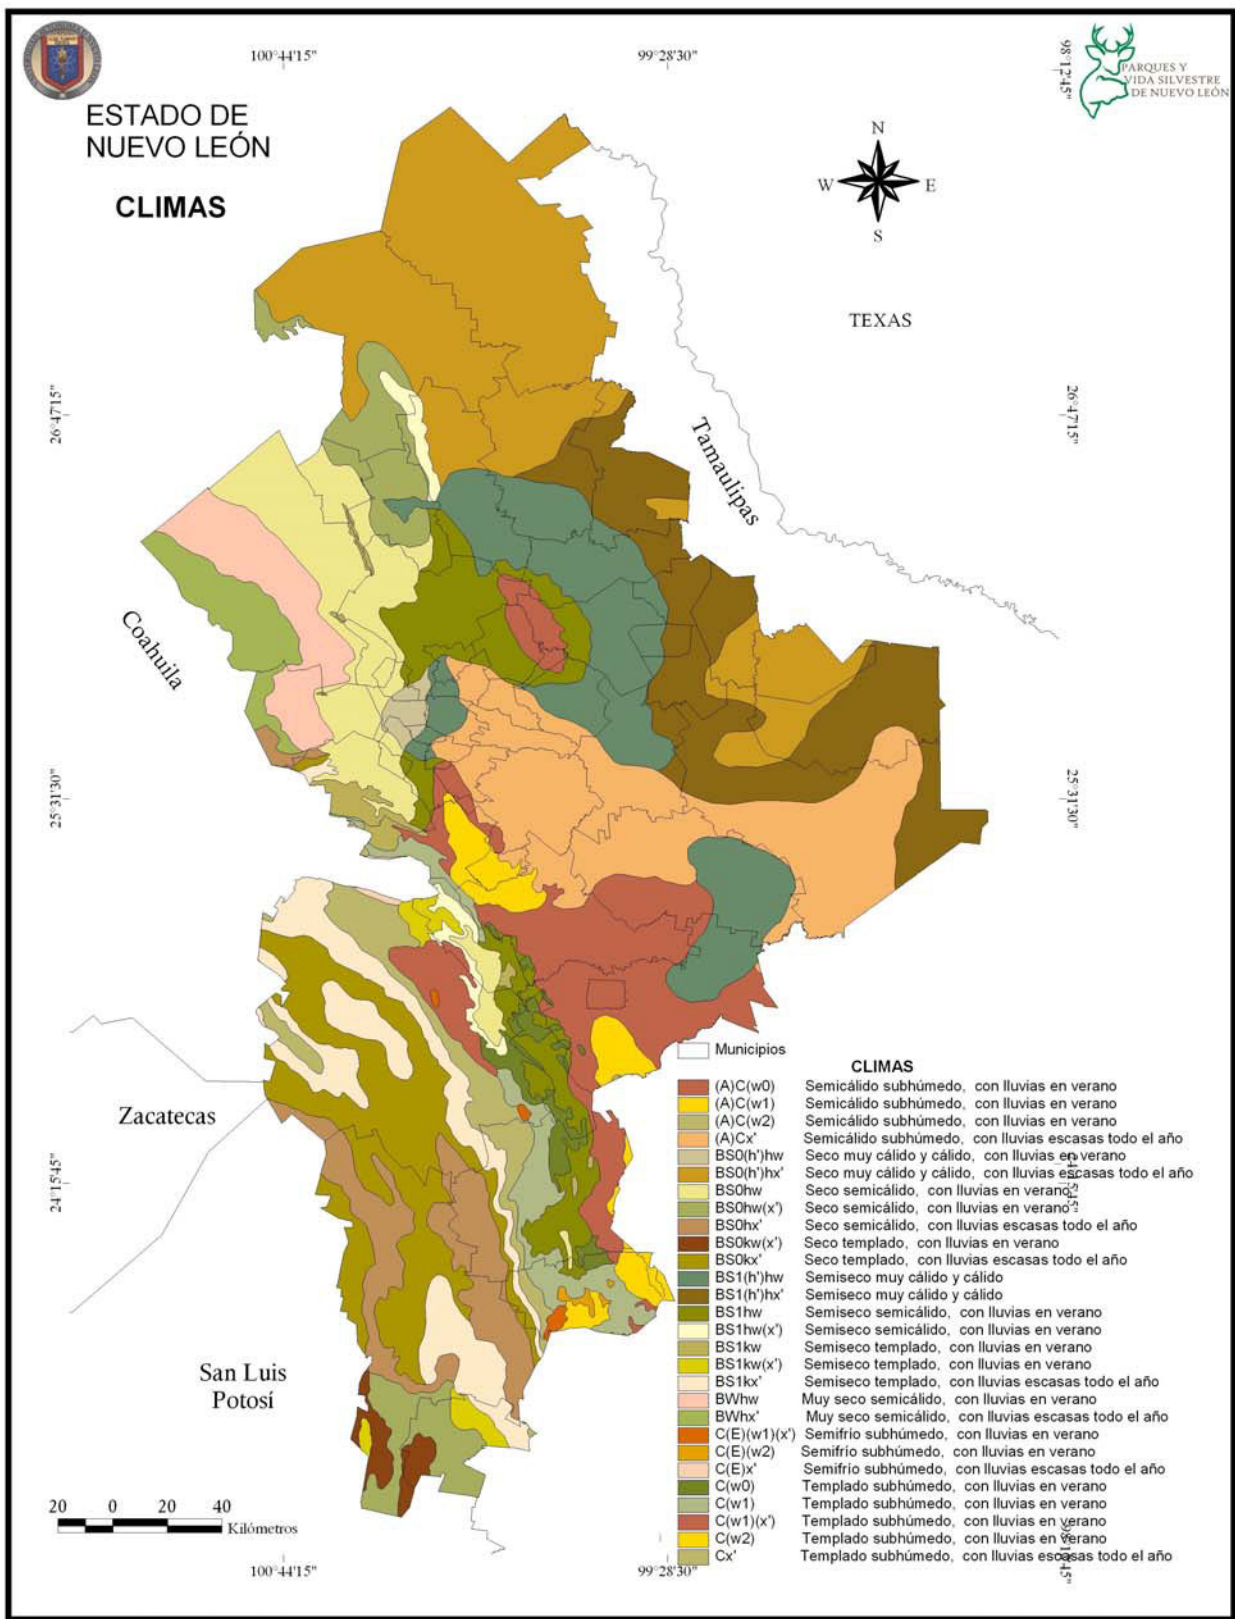 100°44'15"
99°28'30"
98°12'45"
PARQUES Y
VIDA SILVESTRE
DE NUEVO LEÓN
ESTADO DE
NUEVO LEÓN
CLIMAS
N
W
E
S
TEXAS
26°47'15"
26°47'15"
Tamaulipas
Coahuila
25°31'30"
25°31'30"
Zacatecas
24°15'45"
San Luis
Potosí
Municipios
CLIMAS
(A)C(w0) Semicálido subhúmedo, con lluvias en verano
(A)C(w1) Semicálido subhúmedo, con lluvias en verano
(A)C(w2) Semicálido subhúmedo, con lluvias en verano
(A)Cx' Semicálido subhúmedo, con lluvias escasas todo el año
BS0(h')hw Seco muy cálido y cálido, con lluvias en verano
BS0(h')hx' Seco muy cálido y cálido, con lluvias escasas todo el año
BS0hw Seco semicálido, con lluvias en verano
BS0hw(x') Seco semicálido, con lluvias en verano
BS0hx' Seco semicálido, con lluvias escasas todo el año
BS0kw(x') Seco templado, con lluvias en verano
BS0kx' Seco templado, con lluvias escasas todo el año
BS1(h')hw Semiseco muy cálido y cálido
BS1(h')hx' Semiseco muy cálido y cálido
BS1hw Semiseco semicálido, con lluvias en verano
BS1hw(x') Semiseco semicálido, con lluvias en verano
BS1kw Semiseco templado, con lluvias en verano
BS1kw(x') Semiseco templado, con lluvias en verano
BS1kx' Semiseco templado, con lluvias escasas todo el año
BWhw Muy seco semicálido, con lluvias en verano
BWhx' Muy seco semicálido, con lluvias escasas todo el año
C(E)(w1)(x') Semifrío subhúmedo, con lluvias en verano
C(E)(w2) Semifrío subhúmedo, con lluvias en verano
C(E)x' Semifrío subhúmedo, con lluvias escasas todo el año
C(w0) Templado subhúmedo, con lluvias en verano
C(w1) Templado subhúmedo, con lluvias en verano
C(w1)(x') Templado subhúmedo, con lluvias en verano
C(w2) Templado subhúmedo, con lluvias en verano
Cx' Templado subhúmedo, con lluvias escasas todo el año
20 0 20 40
Kilómetros
100°44'15"
99°28'30"